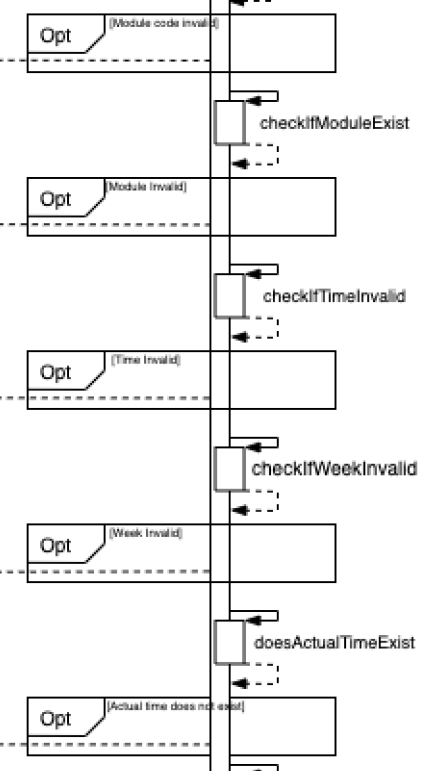 Opt [Module code invalid]
checkIfModuleExist
Opt [Module Invalid]
checkIfTimeInvalid
Opt [Time Invalid]
checkIfWeekInvalid
Opt [Week Invalid]
doesActualTimeExist
Opt [Actual time does not exist]